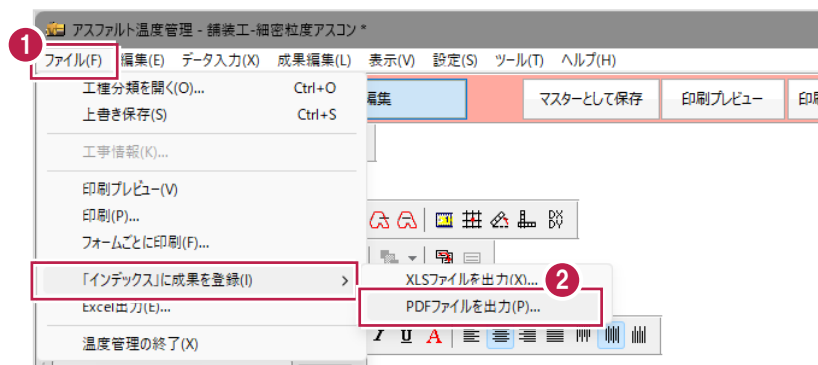 アスファルト温度管理 - 舗装工-細密粒度アスコン *
1
ファイル(F) 編集(E) データ入力(X) 成果編集(L) 表示(V) 設定(S) ツール(T) ヘルプ(H)
工種分類を開く(O)... Ctrl+O
上書き保存(S) Ctrl+S
編集 マスターとして保存 印刷プレビュー 印刷
工事情報(K)...
印刷プレビュー(V)
印刷(P)...
フォームごとに印刷(F)...
「インデックス」に成果を登録(I) >
XLSファイルを出力(X)...
2
PDFファイルを出力(P)...
Excel出力(E)...
温度管理の終了(X)
I U A
DX
DY